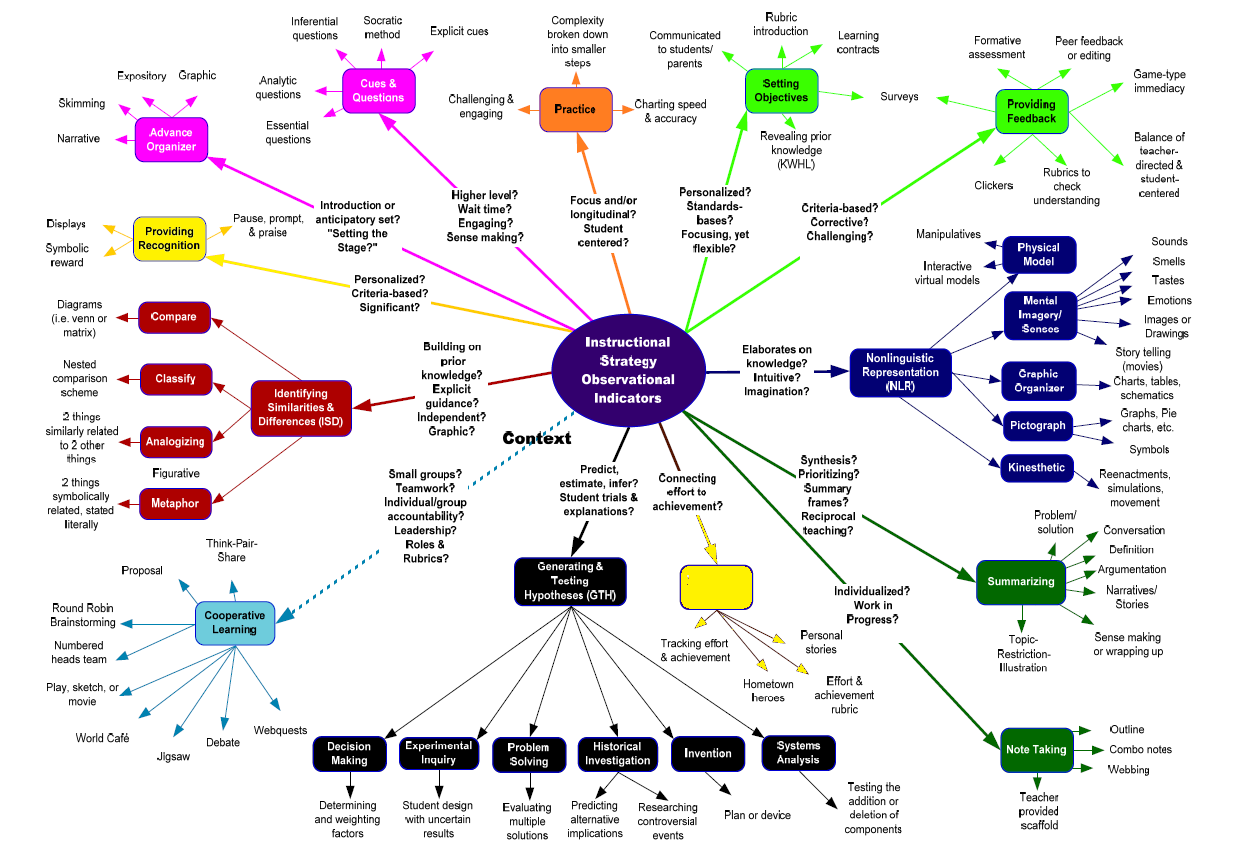 Inferential
questions
Socratic
method
Explicit cues
Analytic
questions
Essential
questions
Cues &
Questions
Expository
Graphic
Skimming
Narrative
Advance
Organizer
Complexity
broken down
into smaller
steps
Challenging &
engaging
Practice
Charting speed
& accuracy
Communicated
to students/
parents
Rubric
introduction
Learning
contracts
Setting
Objectives
Surveys
Revealing prior
knowledge
(KWHL)
Formative
assessment
Peer feedback
or editing
Game-type
immediacy
Providing
Feedback
Balance of
teacher-
directed &
student-
centered
Clickers
Rubrics to
check
understanding
Introduction or
anticipatory set?
"Setting the
Stage?"
Higher level?
Wait time?
Engaging?
Sense making?
Focus and/or
longitudinal?
Student
centered?
Personalized?
Standards-
bases?
Focusing, yet
flexible?
Criteria-based?
Corrective?
Challenging?
Displays
Symbolic
reward
Providing
Recognition
Pause, prompt,
& praise
Personalized?
Criteria-based?
Significant?
Instructional
Strategy
Observational
Indicators
Context
Diagrams
(i.e. venn or
matrix)
Compare
Nested
comparison
scheme
Classify
2 things
similarly related
to 2 other
things
Analogizing
Figurative
2 things
symbolically
related, stated
literally
Metaphor
Identifying
Similarities &
Differences (ISD)
Building on
prior
knowledge?
Explicit
guidance?
Independent?
Graphic?
Elaborates on
knowledge?
Intuitive?
Imagination?
Nonlinguistic
Representation
(NLR)
Manipulatives
Interactive
virtual models
Physical
Model
Mental
Imagery/
Senses
Sounds
Smells
Tastes
Emotions
Images or
Drawings
Story telling
(movies)
Graphic
Organizer
Charts, tables,
schematics
Pictograph
Graphs, Pie
charts, etc.
Symbols
Kinesthetic
Reenactments,
simulations,
movement
Small groups?
Teamwork?
Individual/group
accountability?
Leadership?
Roles &
Rubrics?
Think-Pair-
Share
Proposal
Round Robin
Brainstorming
Numbered
heads team
Play, sketch, or
movie
World Café
Jigsaw
Debate
Webquests
Cooperative
Learning
Predict,
estimate, infer?
Student trials &
explanations?
Generating &
Testing
Hypotheses (GTH)
Decision
Making
Experimental
Inquiry
Problem
Solving
Historical
Investigation
Invention
Systems
Analysis
Determining
and weighting
factors
Student design
with uncertain
results
Evaluating
multiple
solutions
Predicting
alternative
implications
Researching
controversial
events
Plan or device
Testing the
addition or
deletion of
components
Connecting
effort to
achievement?
Tracking effort
& achievement
Hometown
heroes
Personal
stories
Effort &
achievement
rubric
Synthesis?
Prioritizing?
Summary
frames?
Reciprocal
teaching?
Summarizing
Problem/
solution
Conversation
Definition
Argumentation
Narratives/
Stories
Sense making
or wrapping up
Topic-
Restriction-
Illustration
Individualized?
Work in
Progress?
Note Taking
Outline
Combo notes
Webbing
Teacher
provided
scaffold